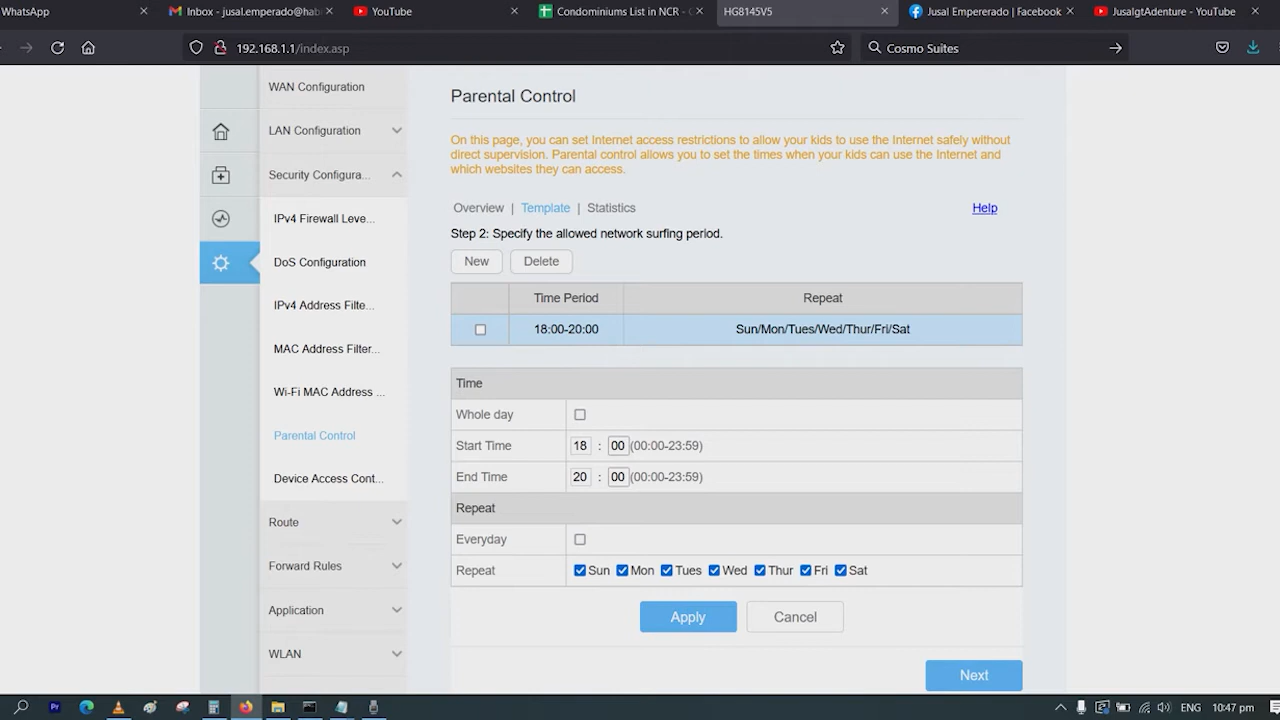 WhatsApp
Inbox - jusal.emperado@hab
YouTube
Condominiums List in NCR - G
HG8145V5
Jusal Empererado | Facebook
JusalgtAdenture - YouTube
192.168.1.1/index.asp
Cosmo Suites
WAN Configuration
LAN Configuration
Security Configura...
IPv4 Firewall Leve...
DoS Configuration
IPv4 Address Filte...
MAC Address Filter...
Wi-Fi MAC Address ...
Parental Control
Device Access Cont...
Route
Forward Rules
Application
WLAN
Parental Control
On this page, you can set Internet access restrictions to allow your kids to use the Internet safely without
direct supervision. Parental control allows you to set the times when your kids can use the Internet and
which websites they can access.
Overview | Template | Statistics Help
Step 2: Specify the allowed network surfing period.
New Delete
Time Period Repeat
18:00-20:00 Sun/Mon/Tues/Wed/Thur/Fri/Sat
Time
Whole day
Start Time 18 : 00 (00:00-23:59)
End Time 20 : 00 (00:00-23:59)
Repeat
Everyday
Repeat Sun Mon Tues Wed Thur Fri Sat
Apply Cancel
Next
Pr
10:47 pm